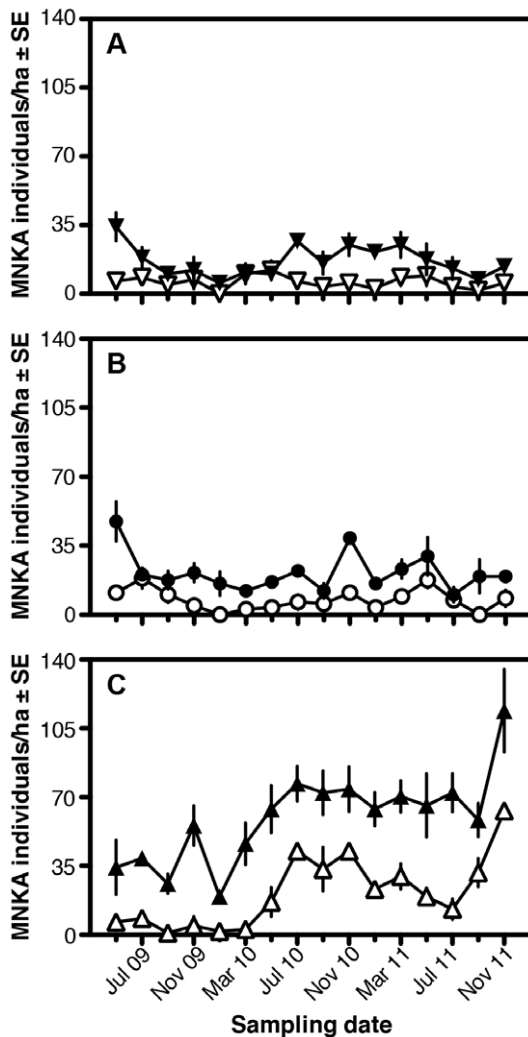 MNKA individuals/ha ± SE
140
105
70
35
0
A
MNKA individuals/ha ± SE
140
105
70
35
0
B
MNKA individuals/ha ± SE
140
105
70
35
0
C
Jul 09
Nov 09
Mar 10
Jul 10
Nov 10
Mar 11
Jul 11
Nov 11
Sampling date